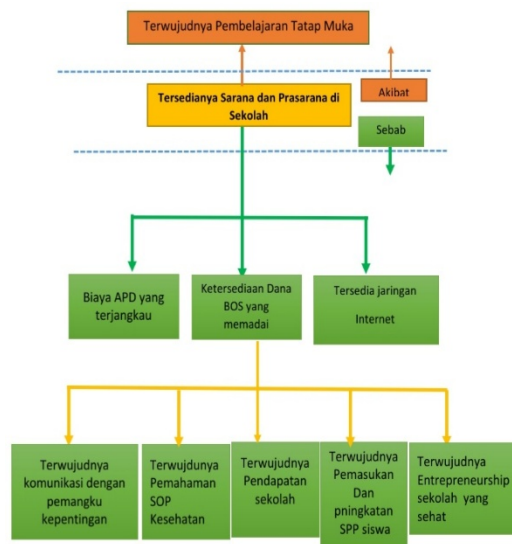 Terwujudnya Pembelajaran Tatap Muka
Tersedianya Sarana dan Prasarana di
Sekolah
Akibat
Sebab
Biaya APD yang
terjangkau
Ketersediaan Dana
BOS yang
memadai
Tersedia jaringan
Internet
Terwujudnya
komunikasi dengan
pemangku
kepentingan
Terwujdunya
Pemahaman
SOP
Kesehatan
Terwujudnya
Pendapatan
sekolah
Terwujudnya
Pemasukan
Dan
pningkatan
SPP siswa
Terwujudnya
Entrepreneurship
sekolah yang
sehat